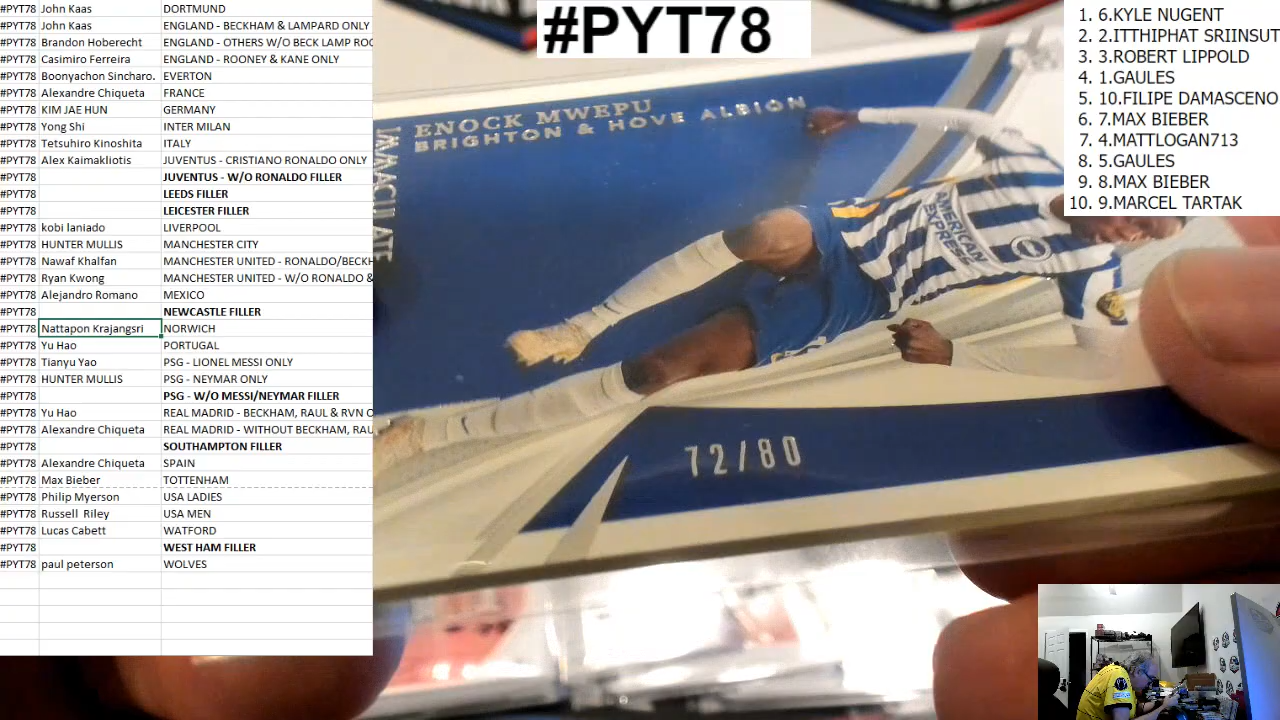 #PYT78 John Kaas DORTMUND
#PYT78 John Kaas ENGLAND - BECKHAM & LAMPARD ONLY
#PYT78 Brandon Hoberecht ENGLAND - OTHERS W/O BECK LAMP ROO
#PYT78 Casimiro Ferreira ENGLAND - ROONEY & KANE ONLY
#PYT78 Boonyachon Sincharo. EVERTON
#PYT78 Alexandre Chiqueta FRANCE
#PYT78 KIM JAE HUN GERMANY
#PYT78 Yong Shi INTER MILAN
#PYT78 Tetsuhiro Kinoshita ITALY
#PYT78 Alex Kaimakliotis JUVENTUS - CRISTIANO RONALDO ONLY
#PYT78 JUVENTUS - W/O RONALDO FILLER
#PYT78 LEEDS FILLER
#PYT78 LEICESTER FILLER
#PYT78 kobi laniado LIVERPOOL
#PYT78 HUNTER MULLIS MANCHESTER CITY
#PYT78 Nawaf Khalfan MANCHESTER UNITED - RONALDO/BECKH
#PYT78 Ryan Kwong MANCHESTER UNITED - W/O RONALDO &
#PYT78 Alejandro Romano MEXICO
#PYT78 NEWCASTLE FILLER
#PYT78 Nattapon Krajangsri NORWICH
#PYT78 Yu Hao PORTUGAL
#PYT78 Tianyu Yao PSG - LIONEL MESSI ONLY
#PYT78 HUNTER MULLIS PSG - NEYMAR ONLY
#PYT78 PSG - W/O MESSI/NEYMAR FILLER
#PYT78 Yu Hao REAL MADRID - BECKHAM, RAUL & RVN O
#PYT78 Alexandre Chiqueta REAL MADRID - WITHOUT BECKHAM, RAU
#PYT78 SOUTHAMPTON FILLER
#PYT78 Alexandre Chiqueta SPAIN
#PYT78 Max Bieber TOTTENHAM
#PYT78 Philip Myerson USA LADIES
#PYT78 Russell Riley USA MEN
#PYT78 Lucas Cabett WATFORD
#PYT78 WEST HAM FILLER
#PYT78 paul peterson WOLVES
#PYT78
ENOCK MWEPU
BRIGHTON & HOVE ALBION
IMMACULATE
AMERICAN
EXPRESS
72/80
1. 6.KYLE NUGENT
2. 2.ITTHIPHAT SRIINSUT
3. 3.ROBERT LIPPOLD
4. 1.GAULES
5. 10.FILIPE DAMASCENO
6. 7.MAX BIEBER
7. 4.MATTLOGAN713
8. 5.GAULES
9. 8.MAX BIEBER
10. 9.MARCEL TARTAK